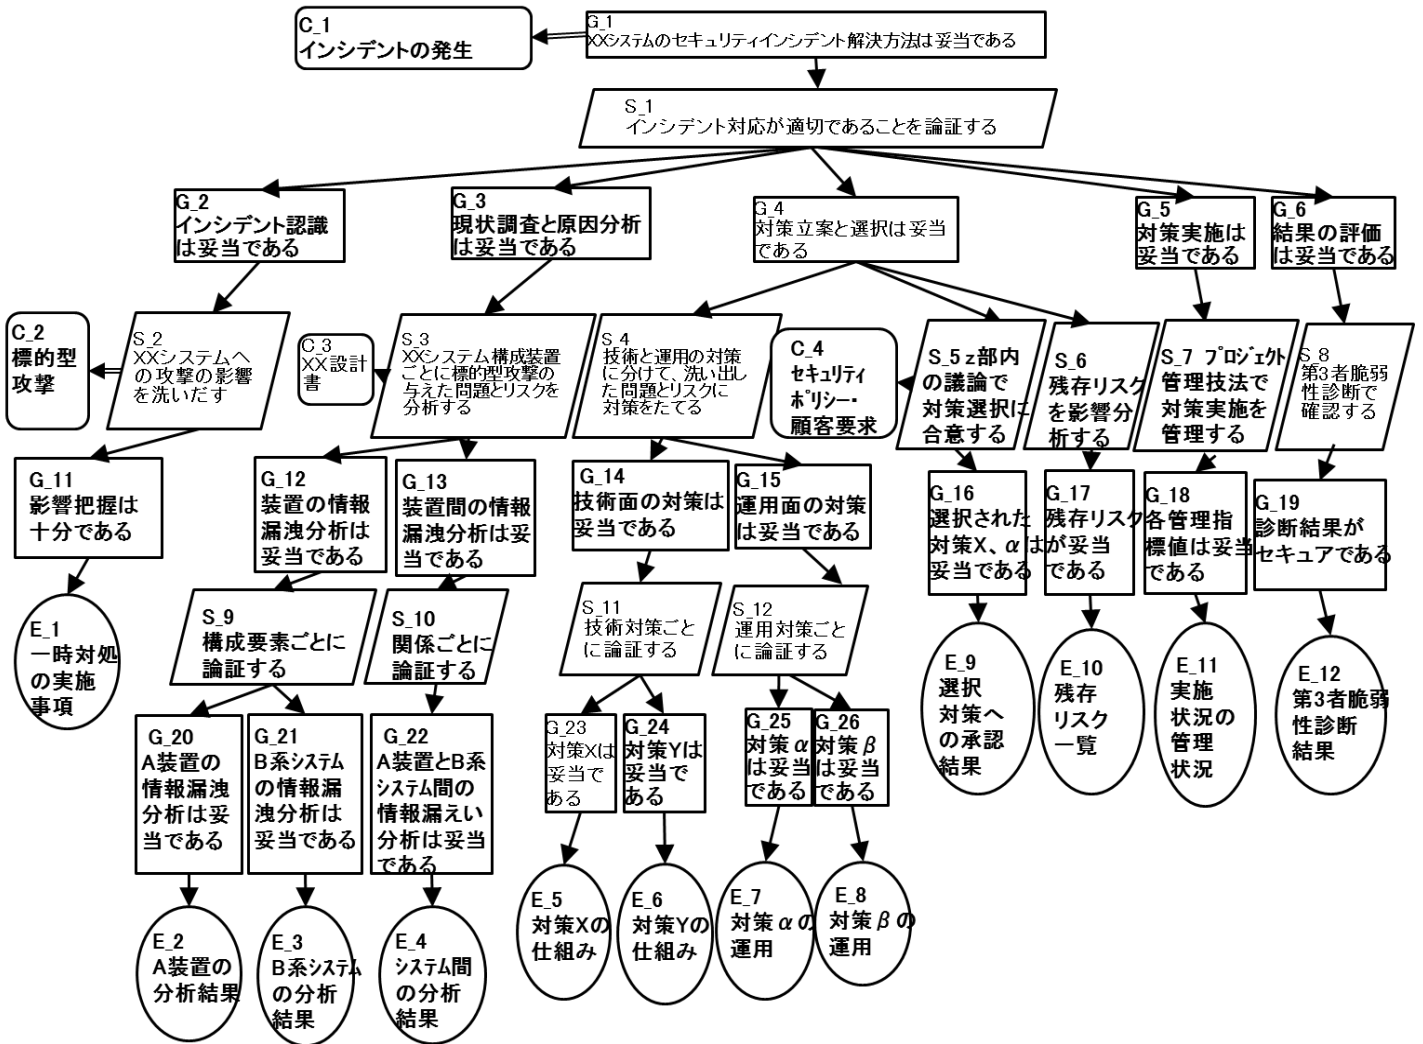 C_1
インシデントの発生
G_1
XXシステムのセキュリティインシデント解決方法は妥当である
S_1
インシデント対応が適切であることを論証する
G_2
インシデント認識
は妥当である
G_3
現状調査と原因分析
は妥当である
G_4
対策立案と選択は妥当
である
G_5
対策実施は
妥当である
G_6
結果の評価
は妥当である
C_2
標的型
攻撃
S_2
XXシステムへ
の攻撃の影響
を洗いだす
C_3
XX設計
書
S_3
XXシステム構成装置
ごとに標的型攻撃の
与えた問題とリスクを
分析する
S_4
技術と運用の対策
に分けて、洗い出し
た問題とリスクに
対策をたてる
C_4
セキュリティ
ポリシー・
顧客要求
S_5z部内
の議論で
対策選択に
合意する
S_6
残存リスク
を影響分
析する
S_7 プロジェクト
管理技法で
対策実施を
管理する
S_8
第3者脆弱
性診断で
確認する
G_11
影響把握は
十分である
G_12
装置の情報
漏洩分析は
妥当である
G_13
装置間の情報
漏洩分析は妥
当である
G_14
技術面の対策は
妥当である
G_15
運用面の対策
は妥当である
G_16
選択された
対策X、αは
妥当である
G_17
残存リスク
が妥当
である
G_18
各管理指
標値は妥当
である
G_19
診断結果が
セキュアである
E_1
一時対処
の実施
事項
S_9
構成要素ごとに
論証する
S_10
関係ごとに
論証する
S_11
技術対策ごと
に論証する
S_12
運用対策ごと
に論証する
E_9
選択
対策へ
の承認
結果
E_10
残存
リスク
一覧
E_11
実施
状況の
管理
状況
E_12
第3者脆弱
性診断
結果
G_20
A装置の
情報漏洩
分析は妥
当である
G_21
B系システム
の情報漏
洩分析は
妥当である
G_22
A装置とB系
システム間の
情報漏えい
分析は妥当
である
G_23
対策Xは
妥当で
ある
G_24
対策Yは
妥当で
ある
G_25
対策α
は妥当
である
G_26
対策β
は妥当
である
E_2
A装置の
分析結果
E_3
B系システム
の分析
結果
E_4
システム間
の分析
結果
E_5
対策Xの
仕組み
E_6
対策Yの
仕組み
E_7
対策αの
運用
E_8
対策βの
運用